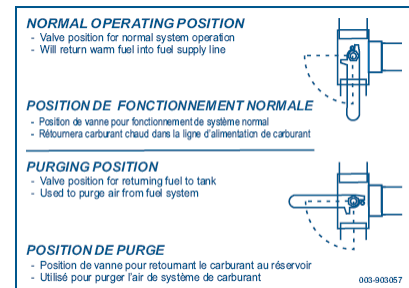 NORMAL OPERATING POSITION
- Valve position for normal system operation
- Will return warm fuel into fuel supply line
POSITION DE FONCTIONNEMENT NORMALE
- Position de vanne pour fonctionnement de système normal
- Rétournera carburant chaud dans la ligne d'alimentation de carburant
PURGING POSITION
- Valve position for returning fuel to tank
- Used to purge air from fuel system
POSITION DE PURGE
- Position de vanne pour retournant le carburant au réservoir
- Utilisé pour purger l'air de système de carburant
003-903057